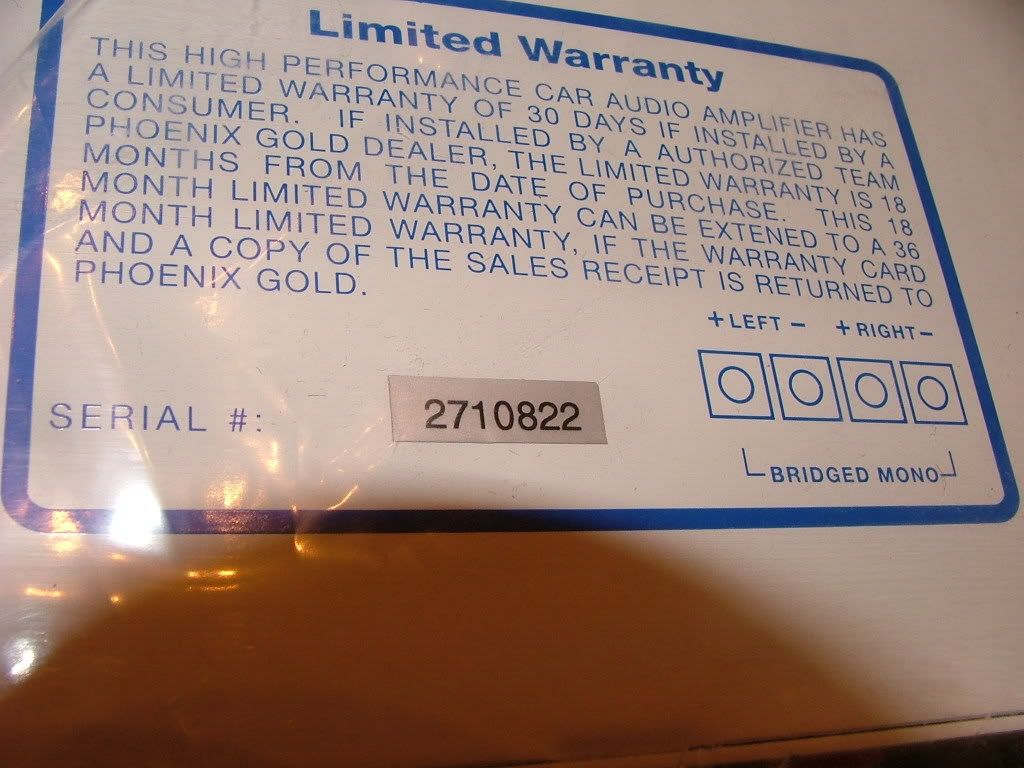 Limited Warranty
THIS HIGH PERFORMANCE CAR AUDIO AMPLIFIER HAS
A LIMITED WARRANTY OF 30 DAYS IF INSTALLED BY A
CONSUMER. IF INSTALLED BY A AUTHORIZED TEAM
PHOENIX GOLD DEALER, THE LIMITED WARRANTY IS 18
MONTHS FROM THE DATE OF PURCHASE. THIS 18
MONTH LIMITED WARRANTY CAN BE EXTENED TO A 36
MONTH LIMITED WARRANTY, IF THE WARRANTY CARD
AND A COPY OF THE SALES RECEIPT IS RETURNED TO
PHOENIX GOLD.
+ LEFT − + RIGHT −
SERIAL #: 2710822
BRIDGED MONO